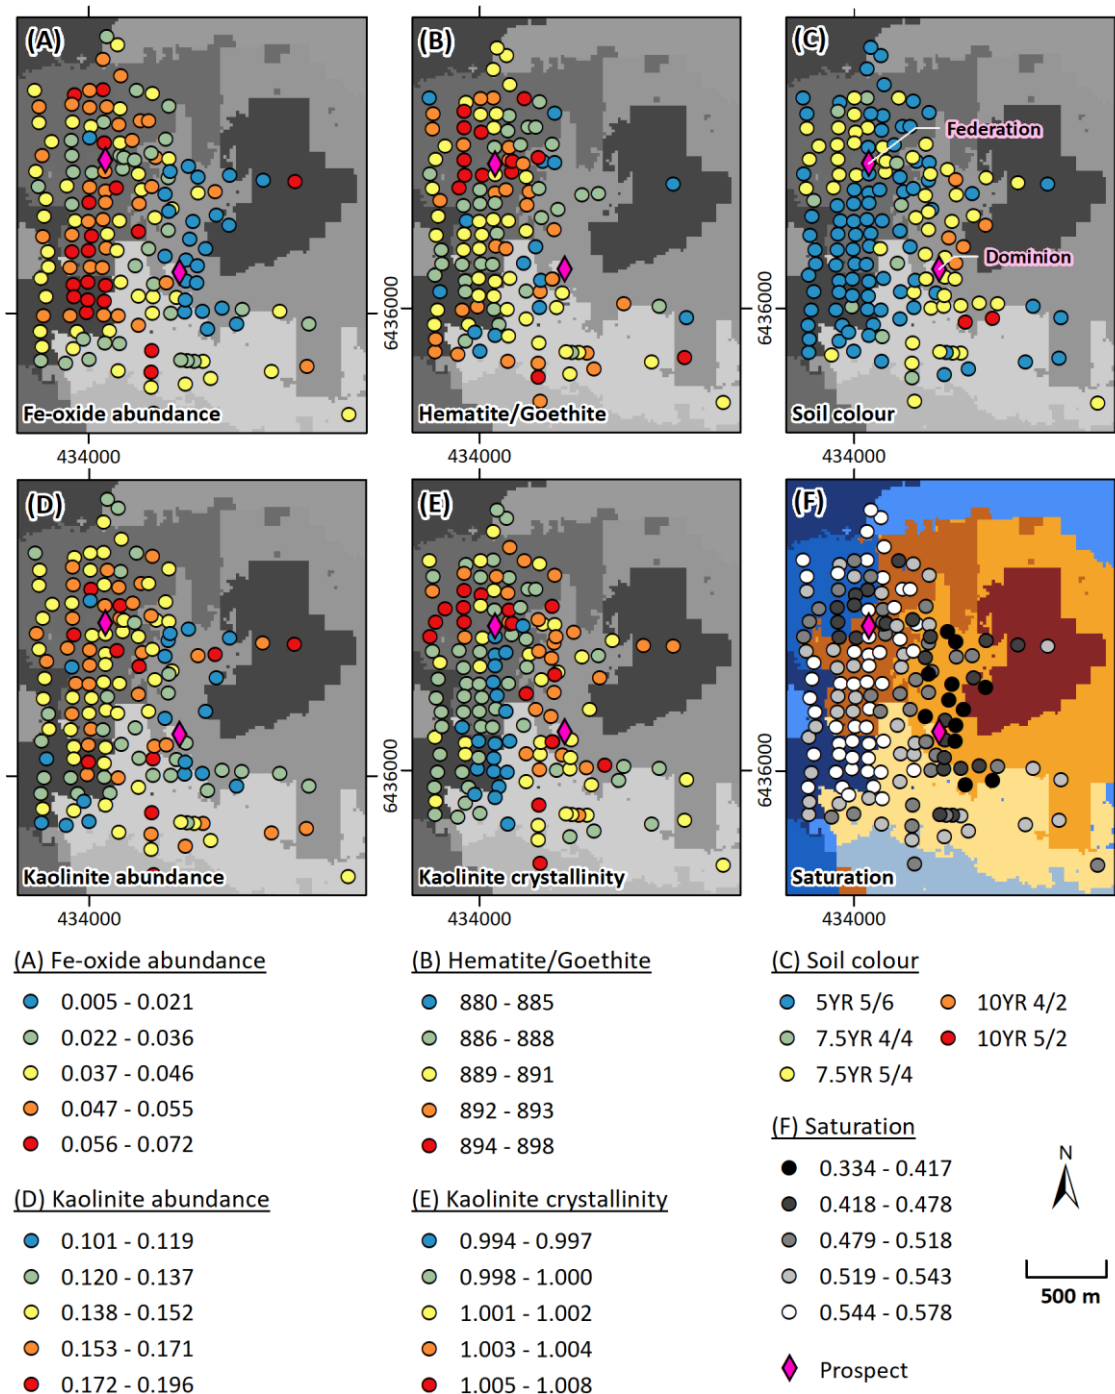 (A)
Fe-oxide abundance
434000
(B)
Hematite/Goethite
434000
6436000
(C)
Federation
Dominion
Soil colour
434000
6436000
(D)
Kaolinite abundance
434000
(E)
Kaolinite crystallinity
434000
6436000
(F)
Saturation
434000
6436000
(A) Fe-oxide abundance
0.005 - 0.021
0.022 - 0.036
0.037 - 0.046
0.047 - 0.055
0.056 - 0.072
(B) Hematite/Goethite
880 - 885
886 - 888
889 - 891
892 - 893
894 - 898
(C) Soil colour
5YR 5/6
7.5YR 4/4
7.5YR 5/4
10YR 4/2
10YR 5/2
(D) Kaolinite abundance
0.101 - 0.119
0.120 - 0.137
0.138 - 0.152
0.153 - 0.171
0.172 - 0.196
(E) Kaolinite crystallinity
0.994 - 0.997
0.998 - 1.000
1.001 - 1.002
1.003 - 1.004
1.005 - 1.008
(F) Saturation
0.334 - 0.417
0.418 - 0.478
0.479 - 0.518
0.519 - 0.543
0.544 - 0.578
Prospect
N
500 m